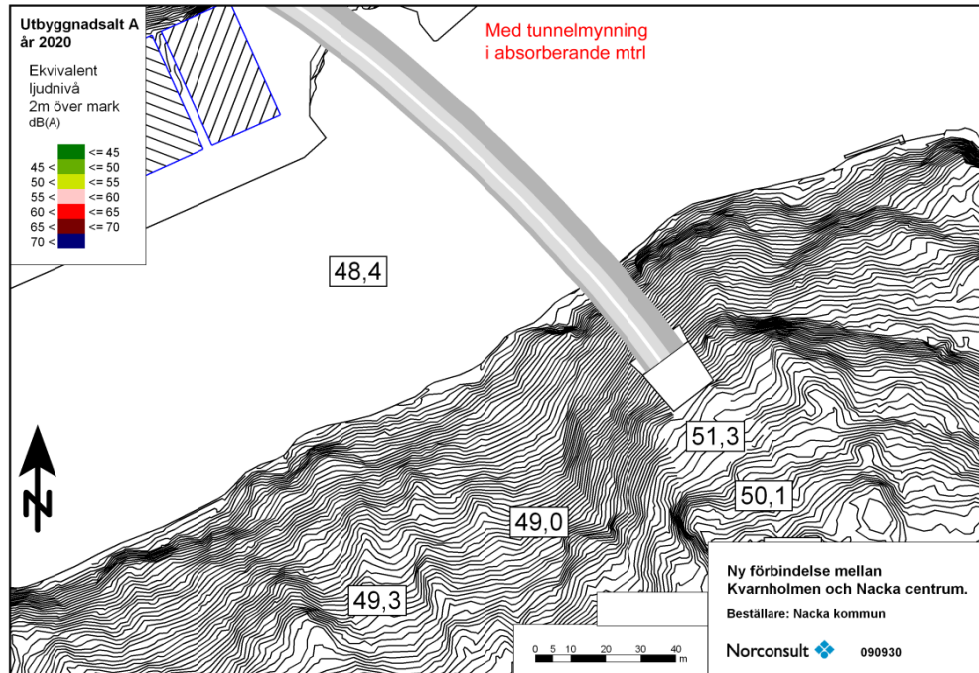 Utbyggnadsalt A
år 2020
Ekvivalent
ljudnivå
2m över mark
dB(A)
<= 45
45 < <= 50
50 < <= 55
55 < <= 60
60 < <= 65
65 < <= 70
70 <
Med tunnelmynning
i absorberande mtrl
48,4
51,3
50,1
49,0
49,3
N
0 5 10 20 30 40
m
Ny förbindelse mellan
Kvarnholmen och Nacka centrum.
Beställare: Nacka kommun
Norconsult 090930